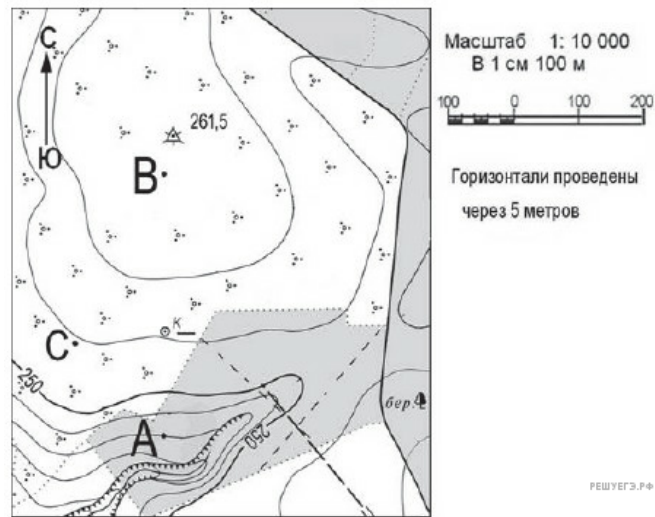 С
Ю
261,5
В
К
С
250
А
250
бер.
Масштаб 1: 10 000
В 1 см 100 м
100 0 100 200
Горизонтали проведены
через 5 метров
РЕШУЕГЭ.РФ